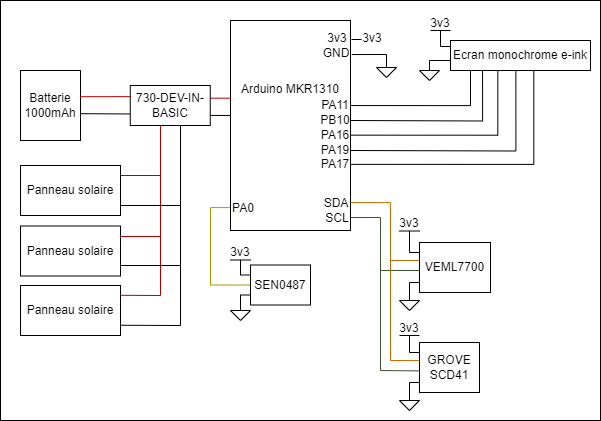 3v3
3v3
3v3
GND
Ecran monochrome e-ink
Batterie
1000mAh
730-DEV-IN-
BASIC
Arduino MKR1310
PA11
PB10
PA16
PA19
PA17
Panneau solaire
PA0
SDA
SCL
3v3
Panneau solaire
3v3
SEN0487
VEML7700
Panneau solaire
3v3
GROVE
SCD41